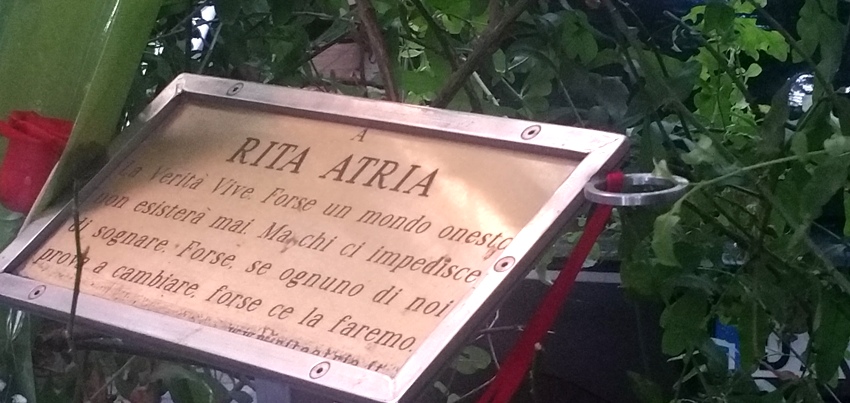 A
RITA ATRIA
La Verità Vive. Forse un mondo onesto
non esisterà mai. Ma chi ci impedisce
di sognare. Forse, se ognuno di noi
prova a cambiare, forse ce la faremo.